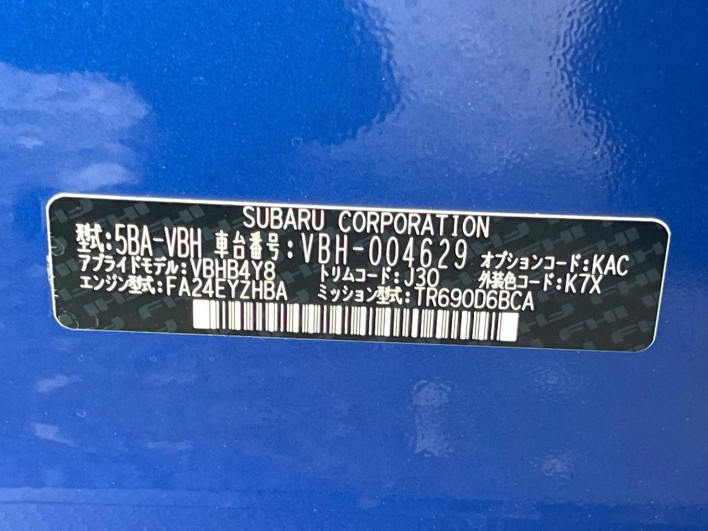 SUBARU CORPORATION
型式:5BA-VBH 車台番号:VBH-004629 オプションコード:KAC
アプライドモデル:VBHB4Y8 トリムコード:J30 外装色コード:K7X
エンジン型式:FA24EYZHBA ミッション型式:TR690D6BCA